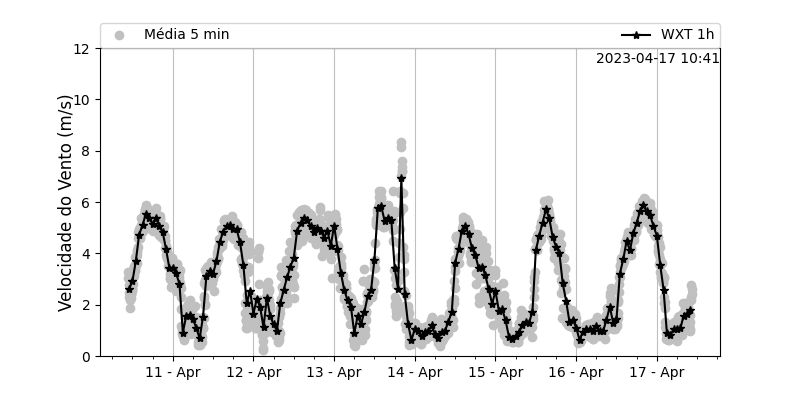 Média 5 min
WXT 1h
2023-04-17 10:41
Velocidade do Vento (m/s)
12
10
8
6
4
2
0
11 - Apr
12 - Apr
13 - Apr
14 - Apr
15 - Apr
16 - Apr
17 - Apr